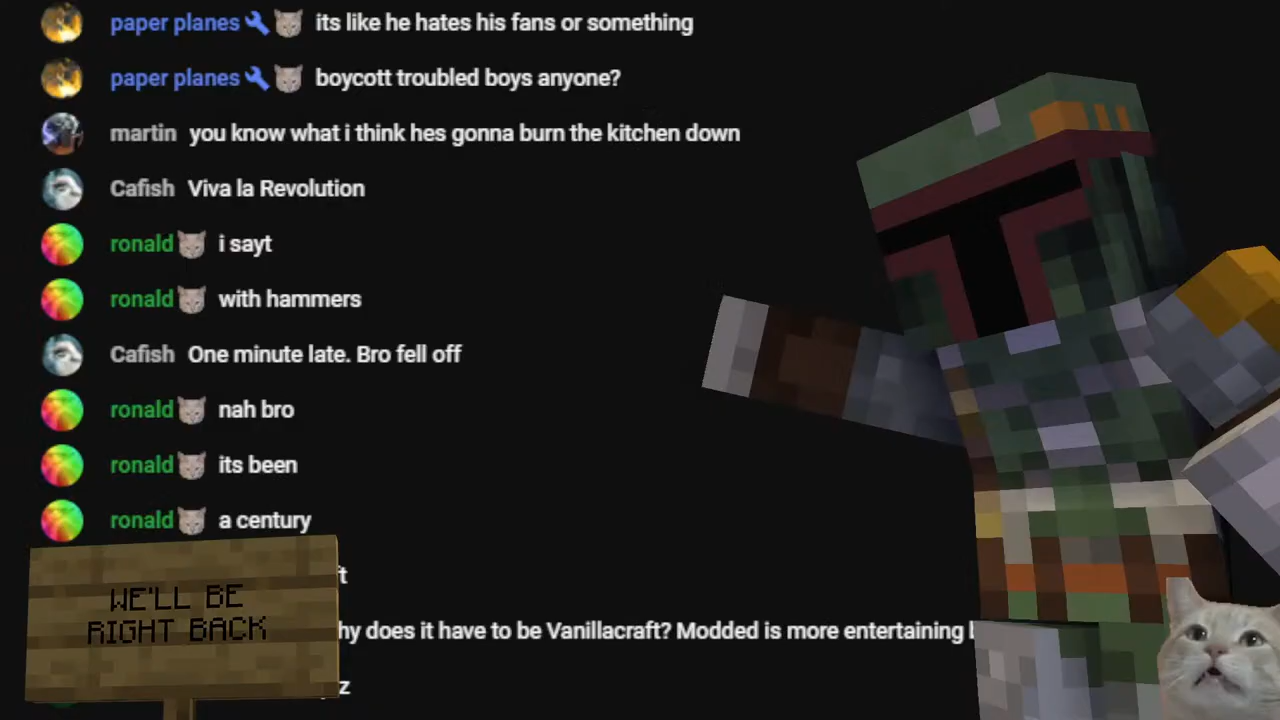 paper planes its like he hates his fans or something
paper planes boycott troubled boys anyone?
martin you know what i think hes gonna burn the kitchen down
Cafish Viva la Revolution
ronald i sayt
ronald with hammers
Cafish One minute late. Bro fell off
ronald nah bro
ronald its been
ronald a century
WE'LL BE
RIGHT BACK
does it have to be Vanillacraft? Modded is more entertaining